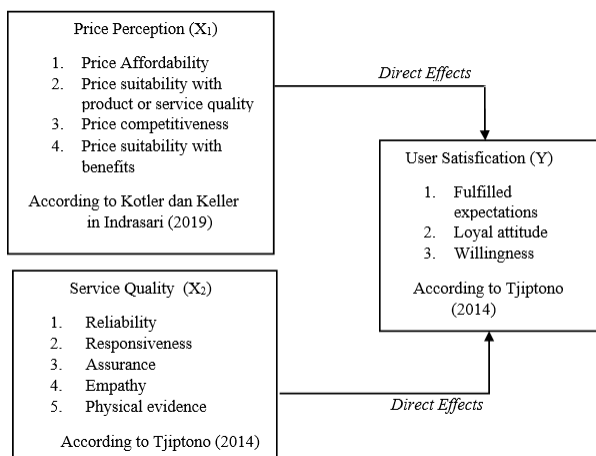 Price Perception (X₁)
1. Price Affordability
2. Price suitability with
product or service quality
3. Price competitiveness
4. Price suitability with
benefits
According to Kotler dan Keller
in Indrasari (2019)
Direct Effects
User Satisfication (Y)
1. Fulfilled
expectations
2. Loyal attitude
3. Willingness
According to Tjiptono
(2014)
Service Quality (X₂)
1. Reliability
2. Responsiveness
3. Assurance
4. Empathy
5. Physical evidence
According to Tjiptono (2014)
Direct Effects